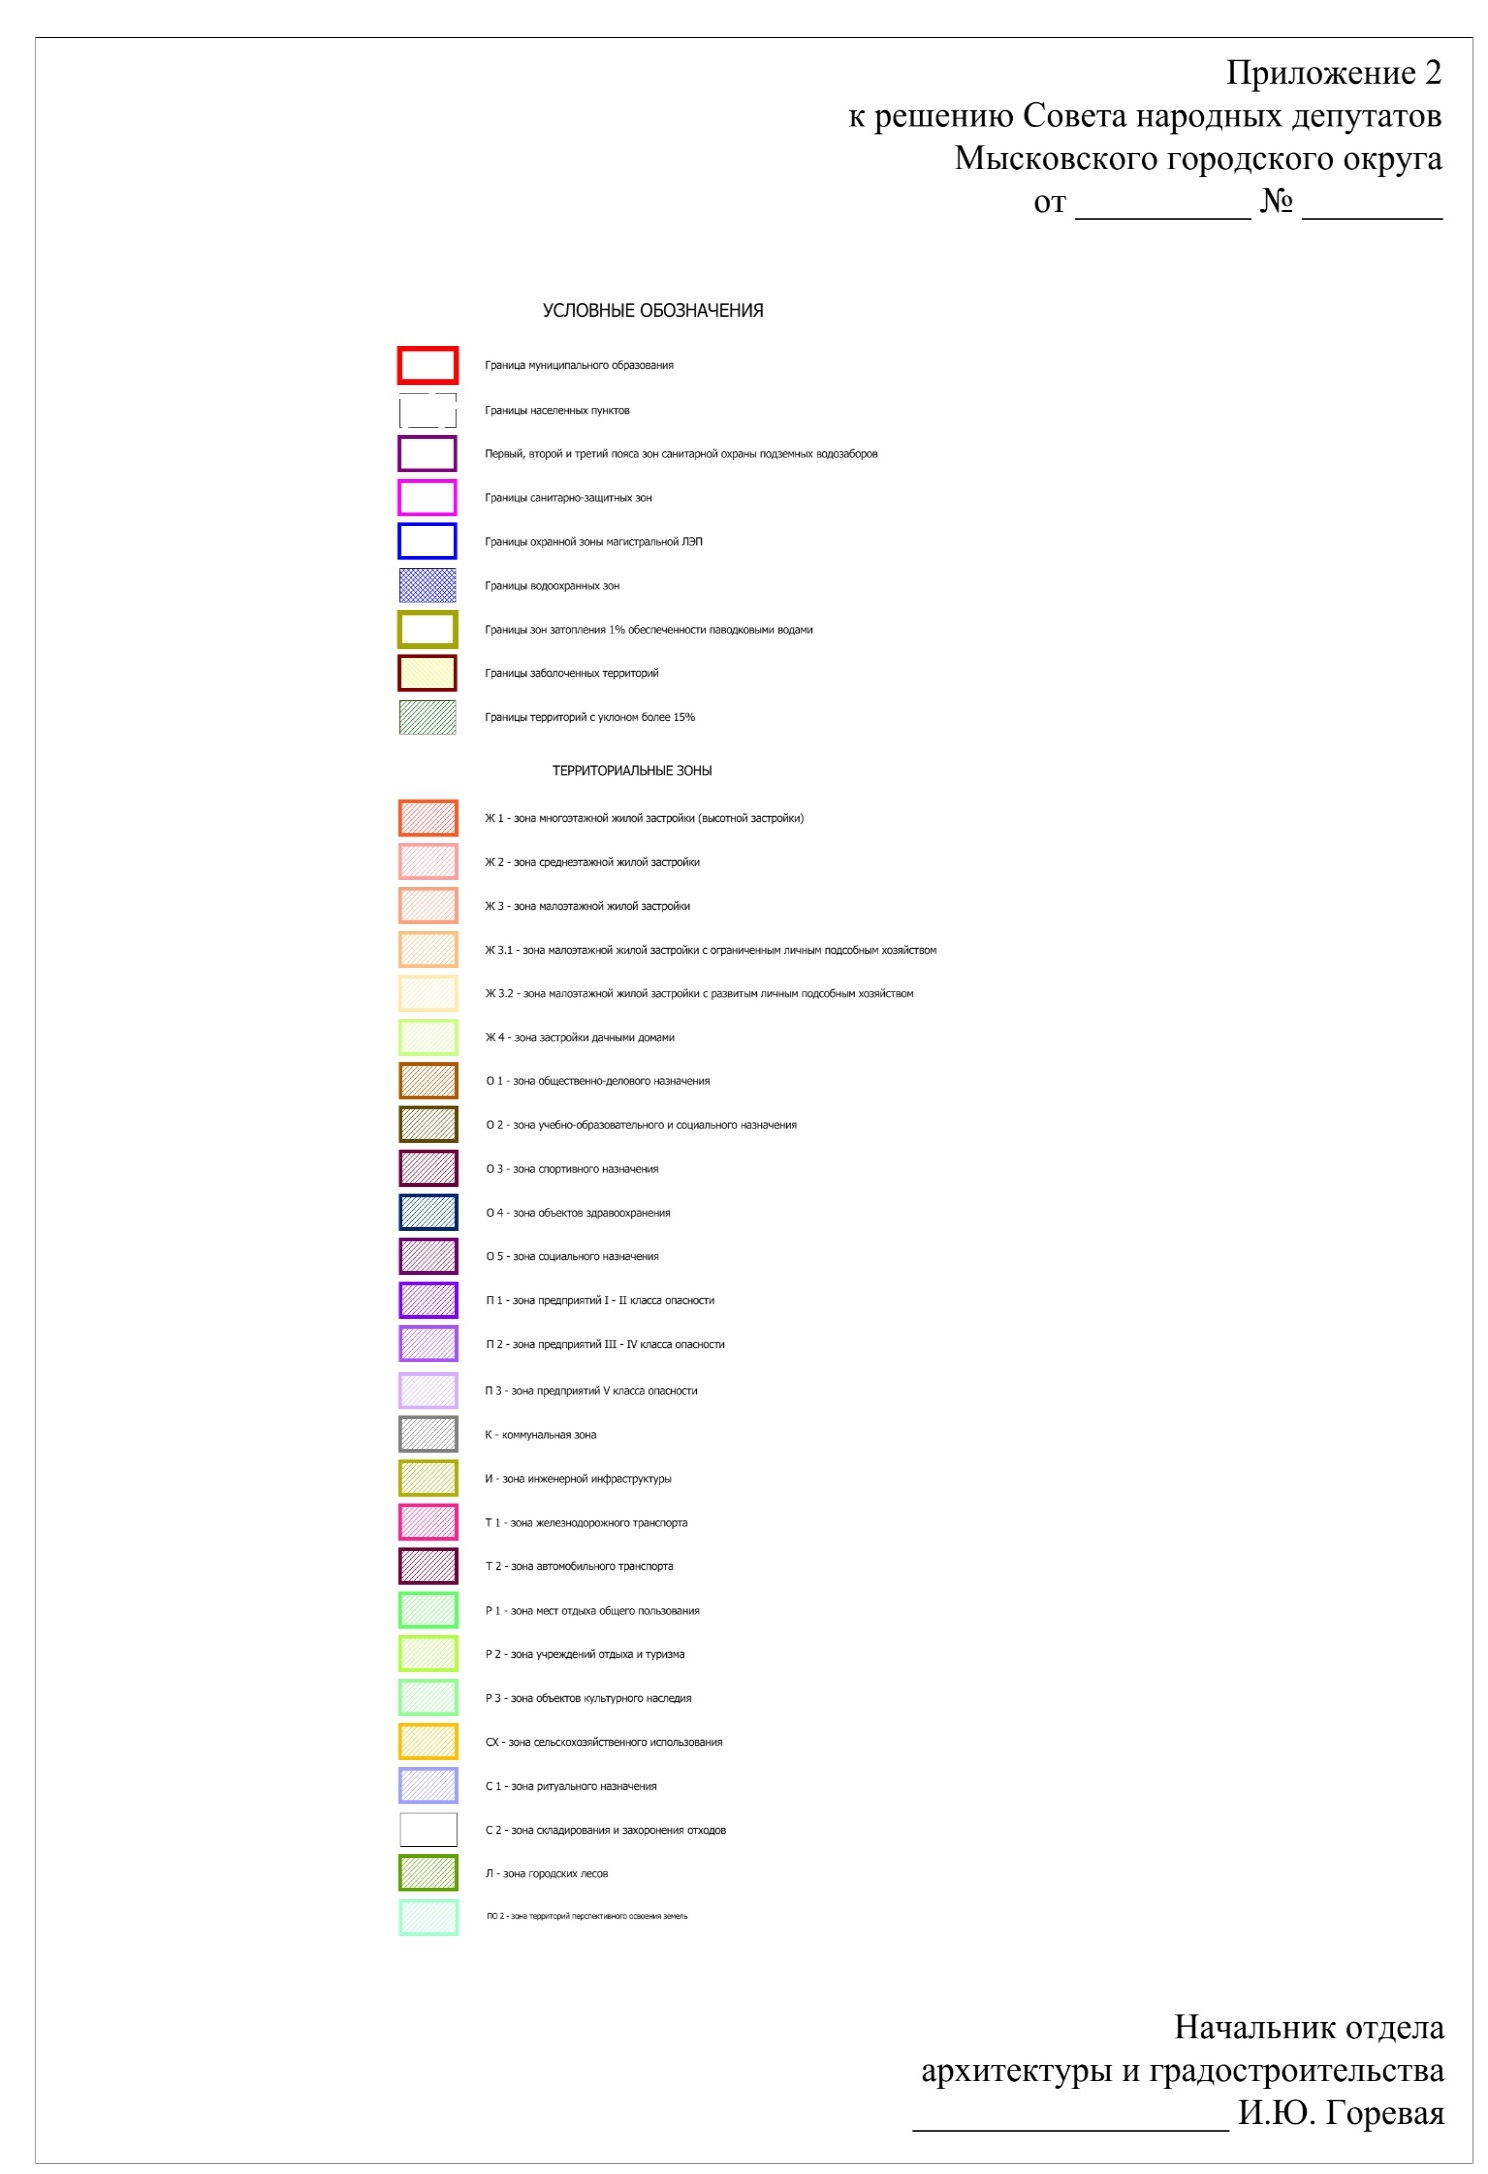 Приложение 2
к решению Совета народных депутатов
Мысковского городского округа
от __________ № ________
УСЛОВНЫЕ ОБОЗНАЧЕНИЯ
Граница муниципального образования
Границы населенных пунктов
Первый, второй и третий пояса зон санитарной охраны подземных водозаборов
Границы санитарно-защитных зон
Границы охранной зоны магистральной ЛЭП
Границы водоохранных зон
Границы зон затопления 1% обеспеченности паводковыми водами
Границы заболоченных территорий
Границы территорий с уклоном более 15%
ТЕРРИТОРИАЛЬНЫЕ ЗОНЫ
Ж 1 - зона многоэтажной жилой застройки (высотной застройки)
Ж 2 - зона среднеэтажной жилой застройки
Ж 3 - зона малоэтажной жилой застройки
Ж 3.1 - зона малоэтажной жилой застройки с ограниченным личным подсобным хозяйством
Ж 3.2 - зона малоэтажной жилой застройки с развитым личным подсобным хозяйством
Ж 4 - зона застройки дачными домами
О 1 - зона общественно-делового назначения
О 2 - зона учебно-образовательного и социального назначения
О 3 - зона спортивного назначения
О 4 - зона объектов здравоохранения
О 5 - зона социального назначения
П 1 - зона предприятий I - II класса опасности
П 2 - зона предприятий III - IV класса опасности
П 3 - зона предприятий V класса опасности
К - коммунальная зона
И - зона инженерной инфраструктуры
Т 1 - зона железнодорожного транспорта
Т 2 - зона автомобильного транспорта
Р 1 - зона мест отдыха общего пользования
Р 2 - зона учреждений отдыха и туризма
Р 3 - зона объектов культурного наследия
СХ - зона сельскохозяйственного использования
С 1 - зона ритуального назначения
С 2 - зона складирования и захоронения отходов
Л - зона городских лесов
ПО 2 - зона территорий перспективного освоения земель
Начальник отдела
архитектуры и градостроительства
__________________ И.Ю. Горевая